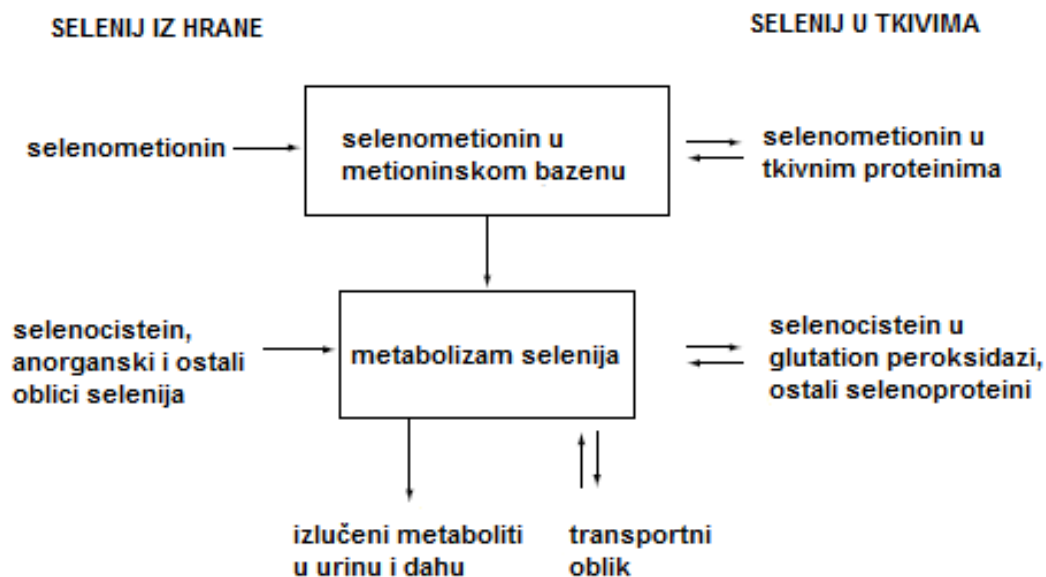 SELENIJ IZ HRANE
SELENIJ U TKIVIMA
selenometionin
selenometionin u
metioninskom bazenu
selenometionin u
tkivnim proteinima
selenocistein,
anorganski i ostali
oblici selenija
metabolizam selenija
selenocistein u
glutation peroksidazi,
ostali selenoproteini
izlučeni metaboliti
u urinu i dahu
transportni
oblik